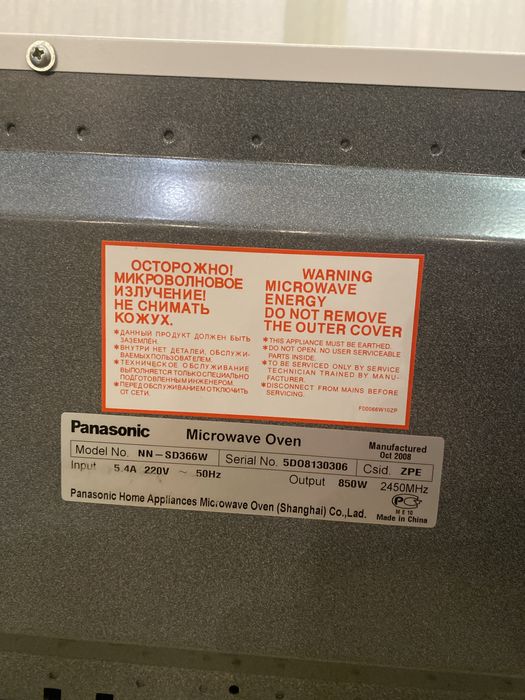 ОСТОРОЖНО!
МИКРОВОЛНОВОЕ
ИЗЛУЧЕНИЕ!
НЕ СНИМАТЬ
КОЖУХ.
*ДАННЫЙ ПРОДУКТ ДОЛЖЕН БЫТЬ
ЗАЗЕМЛЁН.
*ВНУТРИ НЕТ ДЕТАЛЕЙ, ОБСЛУЖИ-
ВАЕМЫХ ПОЛЬЗОВАТЕЛЕМ.
*ТЕХНИЧЕСКОЕ ОБСЛУЖИВАНИЕ
ВЫПОЛНЯЕТСЯ ТОЛЬКО СПЕЦИАЛЬНО
ПОДГОТОВЛЕННЫМ ИНЖЕНЕРОМ.
*ПЕРЕД ОБСЛУЖИВАНИЕМ ОТКЛЮЧИТЬ
ОТ СЕТИ.
WARNING
MICROWAVE
ENERGY
DO NOT REMOVE
THE OUTER COVER
*THIS APPLIANCE MUST BE EARTHED.
*DO NOT OPEN. NO USER SERVICEABLE
PARTS INSIDE.
*TO BE SERVICED ONLY BY SERVICE
TECHNICIAN TRAINED BY MANU-
FACTURER.
*DISCONNECT FROM MAINS BEFORE
SERVICING.
F00066W10ZP
Panasonic Microwave Oven Manufactured
Oct 2008
Model No. NN-SD366W Serial No. 5D08130306 Csid. ZPE
Input 5.4A 220V ~ 50Hz Output 850W 2450MHz
Panasonic Home Appliances Microwave Oven (Shanghai) Co.,Lad.
ME10
Made in China